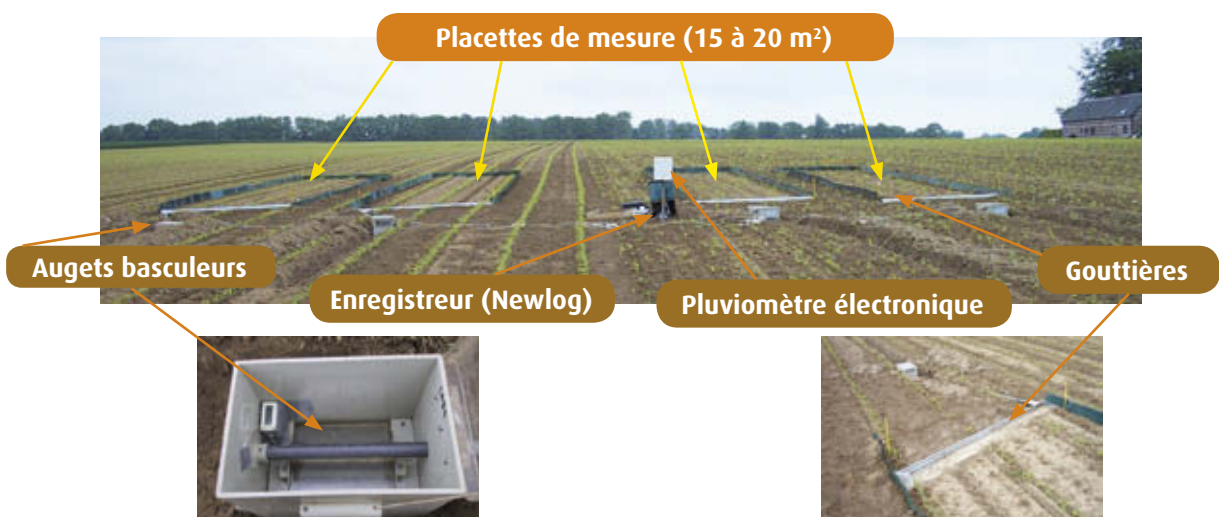 Placettes de mesure (15 à 20 m²)
Augets basculeurs
Enregistreur (Newlog)
Pluviomètre électronique
Gouttières